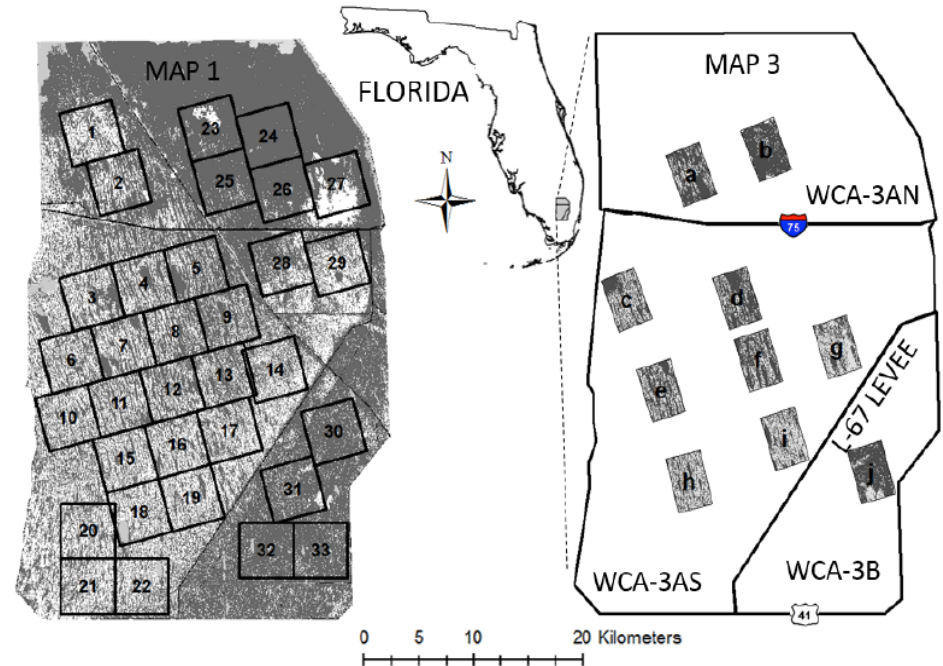 MAP 1
1
2
23
24
25
26
27
3
4
5
28
29
6
7
8
9
10
11
12
13
14
15
16
17
18
19
30
31
20
21
22
32
33
FLORIDA
N
MAP 3
a
b
WCA-3AN
75
c
d
e
f
g
h
i
j
L-67 LEVEE
WCA-3AS
WCA-3B
41
0 5 10 20 Kilometers